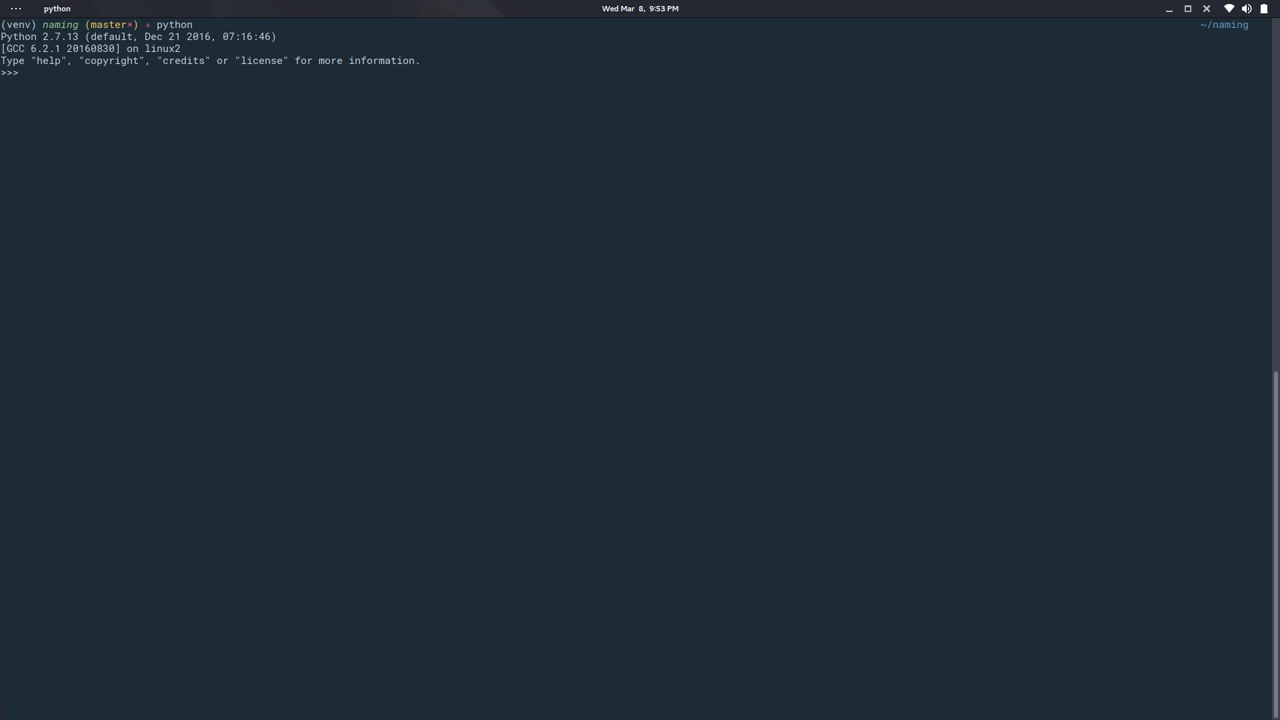 ··· python Wed Mar 8, 9:53 PM
(venv) naming (master*) * python ~/naming
Python 2.7.13 (default, Dec 21 2016, 07:16:46)
[GCC 6.2.1 20160830] on linux2
Type "help", "copyright", "credits" or "license" for more information.
>>>